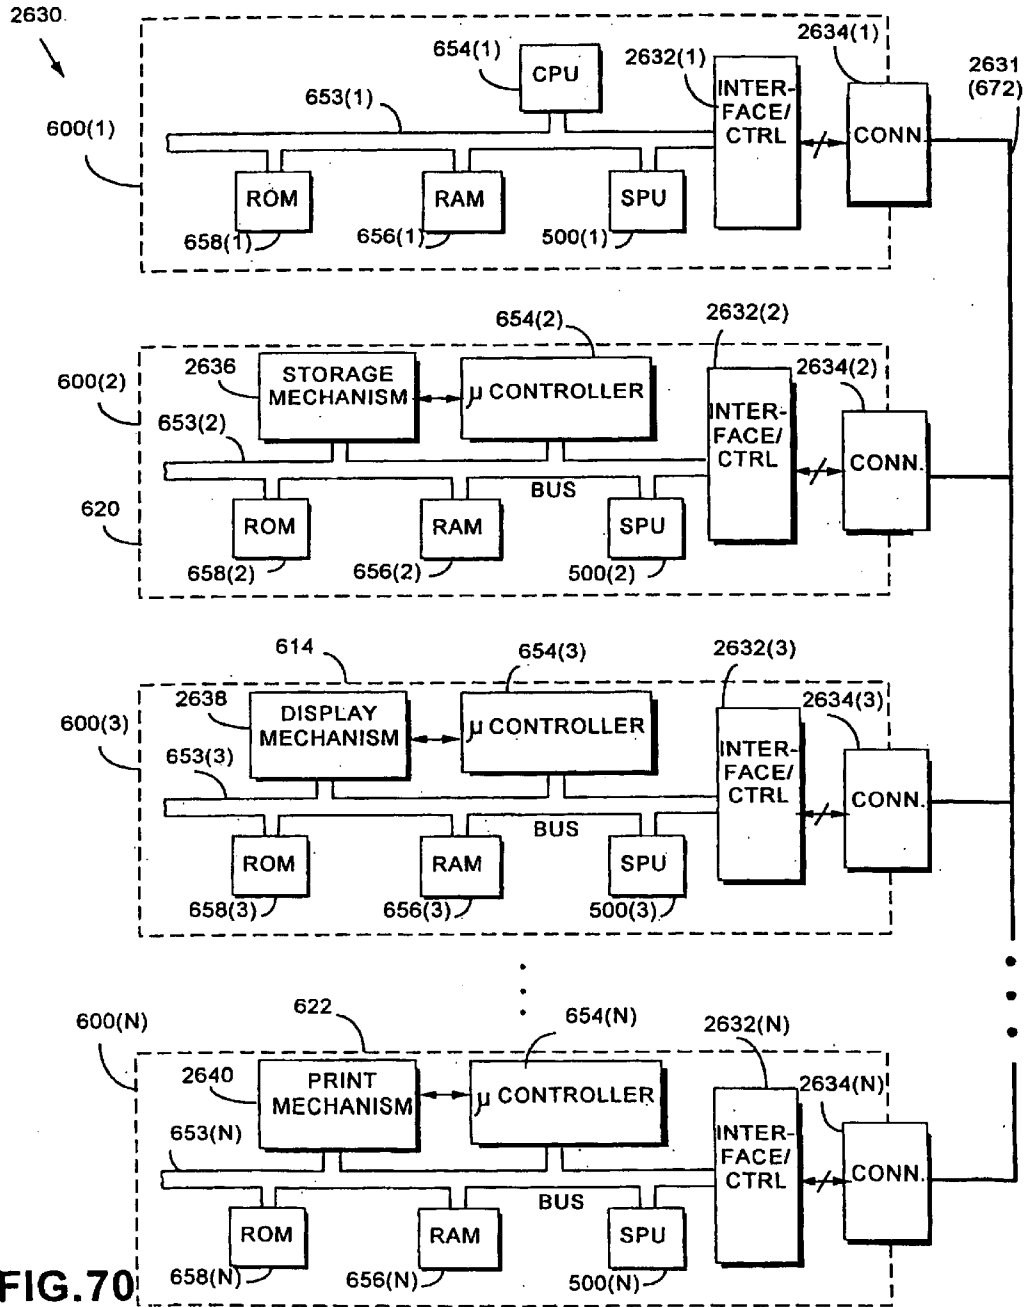 2630
2634(1)
654(1)
2632(1)
2631
(672)
CPU
INTER-
FACE/
CTRL
653(1)
600(1)
CONN.
ROM
RAM
SPU
658(1)
656(1)
500(1)
2632(2)
654(2)
2636
STORAGE
MECHANISM
µ CONTROLLER
2634(2)
600(2)
653(2)
INTER-
FACE/
CTRL
CONN.
BUS
620
ROM
RAM
SPU
658(2)
656(2)
500(2)
614
654(3)
2632(3)
2638
DISPLAY
MECHANISM
µ CONTROLLER
2634(3)
600(3)
653(3)
INTER-
FACE/
CTRL
CONN.
BUS
ROM
RAM
SPU
658(3)
656(3)
500(3)
600(N)
622
654(N)
2632(N)
2640
PRINT
MECHANISM
µ CONTROLLER
2634(N)
653(N)
INTER-
FACE/
CTRL
CONN.
BUS
ROM
RAM
SPU
658(N)
656(N)
500(N)
FIG.70